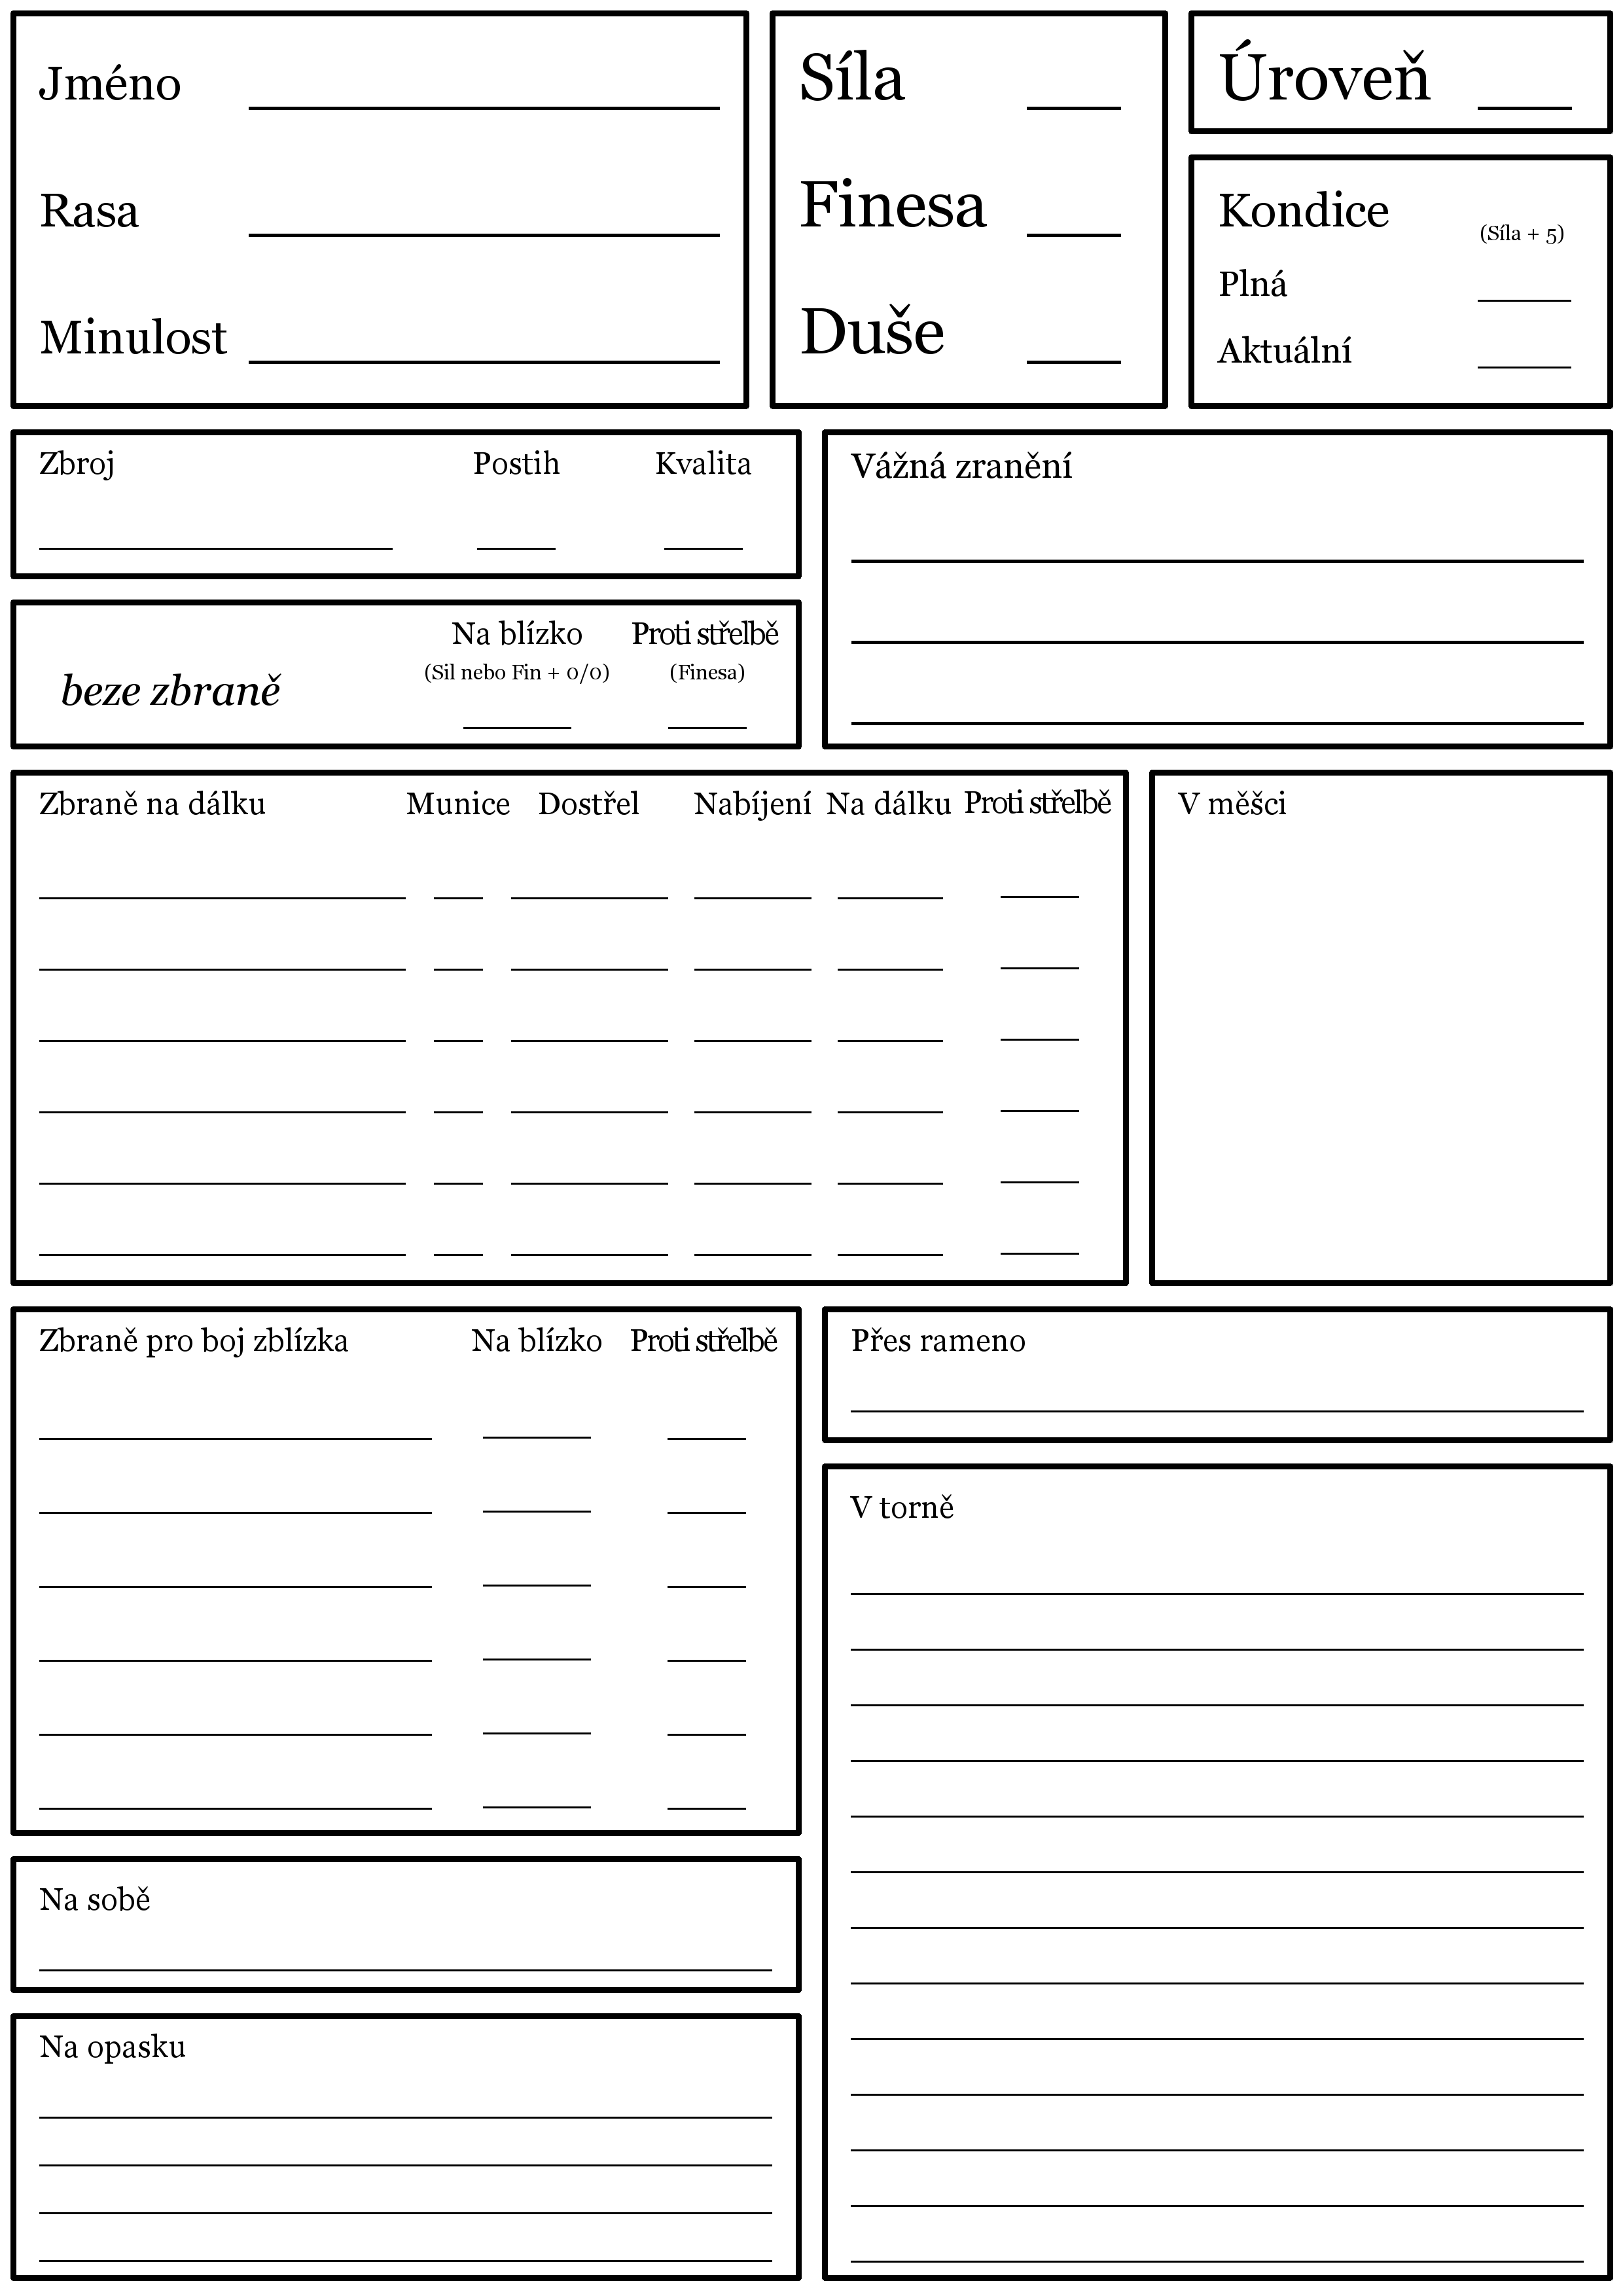 Jméno
Rasa
Minulost
Síla
Finesa
Duše
Úroveň
Kondice (Síla + 5)
Plná
Aktuální
Zbroj Postih Kvalita
Vážná zranění
Na blízko Proti střelbě
(Sil nebo Fin + 0/0) (Finesa)
beze zbraně
Zbraně na dálku Munice Dostřel Nabíjení Na dálku Proti střelbě
V měšci
Zbraně pro boj zblízka Na blízko Proti střelbě
Přes rameno
V torně
Na sobě
Na opasku